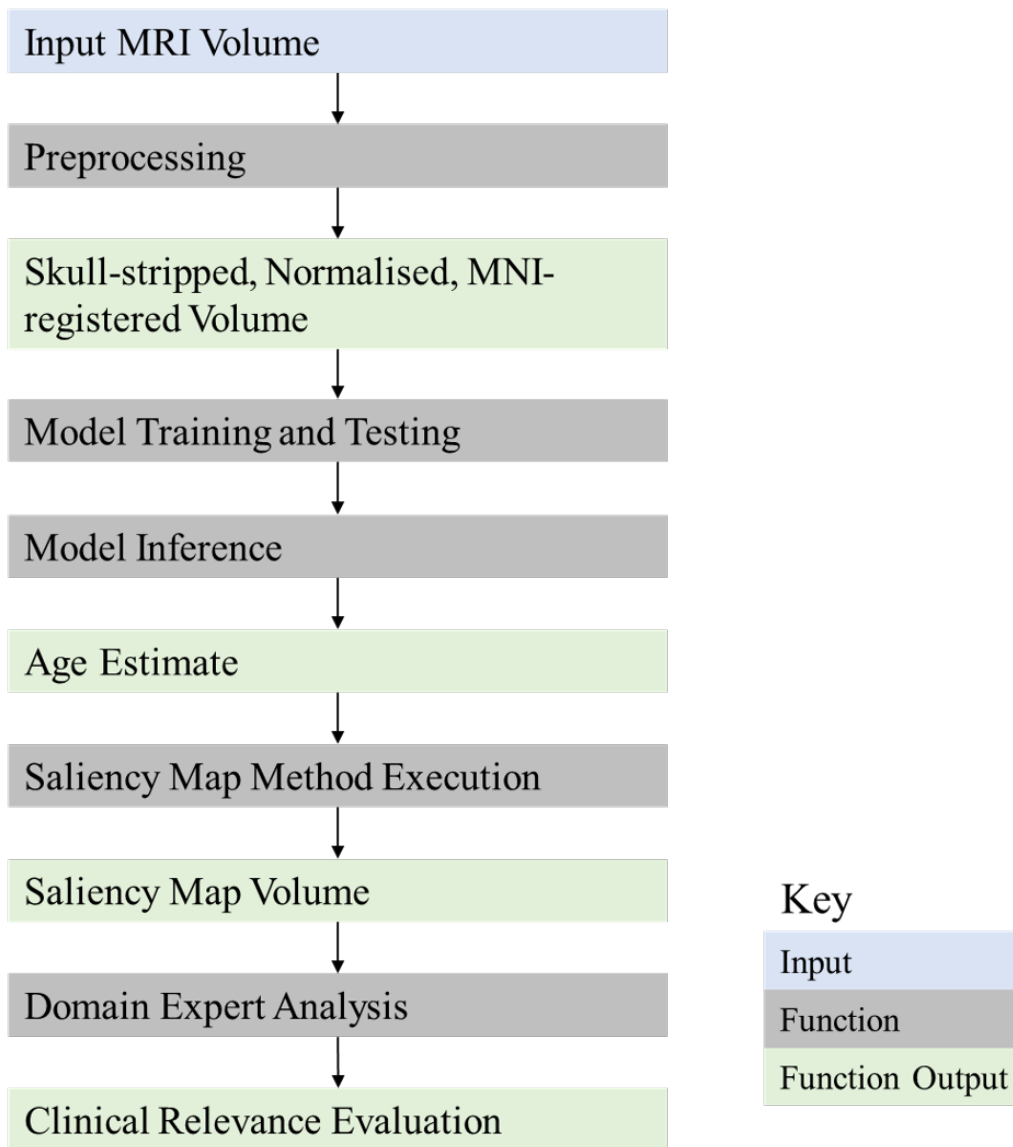 Input MRI Volume
Preprocessing
Skull-stripped, Normalised, MNI-
registered Volume
Model Training and Testing
Model Inference
Age Estimate
Saliency Map Method Execution
Saliency Map Volume
Domain Expert Analysis
Clinical Relevance Evaluation
Key
Input
Function
Function Output